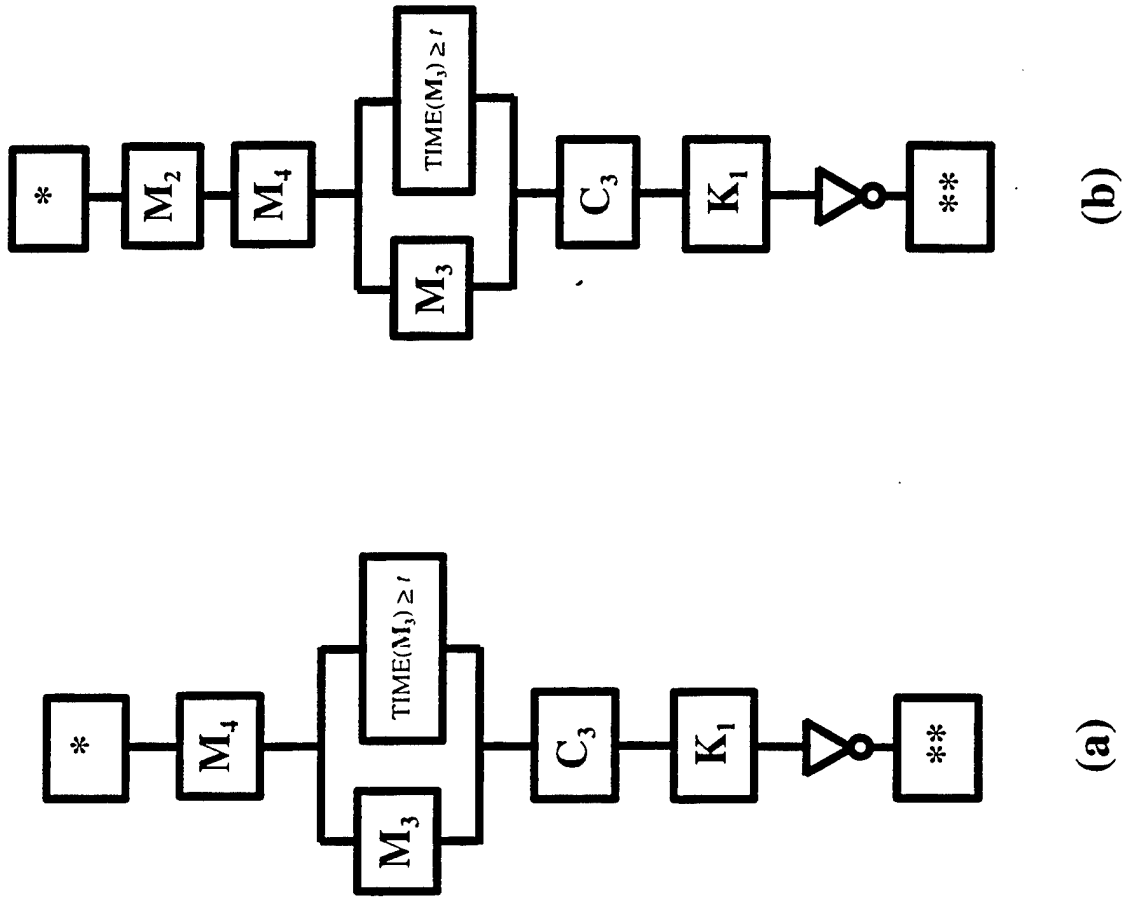 *
M₄
M₃
TIME(M₃) ≥ t
C₃
K₁
**
(a)
*
M₂
M₄
M₃
TIME(M₃) ≥ t
C₃
K₁
**
(b)